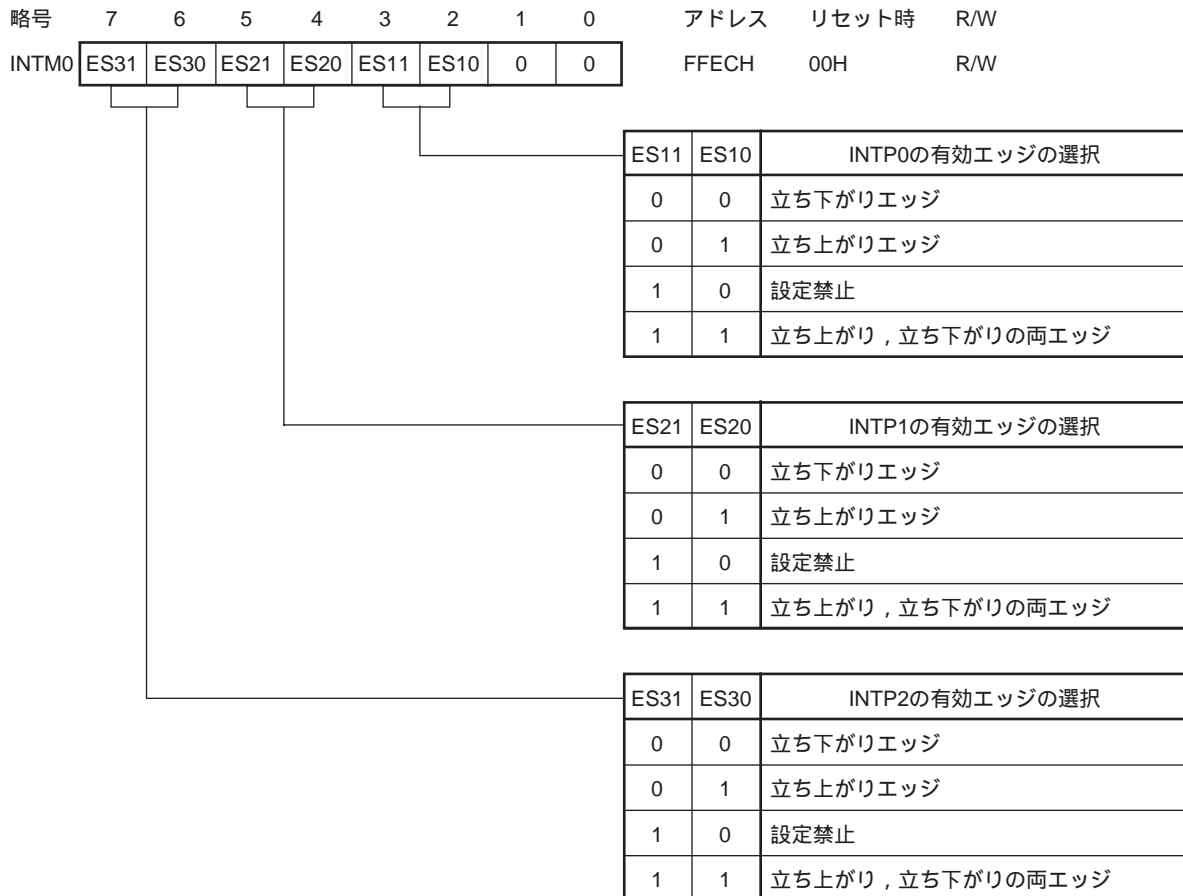 略号 7 6 5 4 3 2 1 0 アドレス リセット時 R/W
INTM0 ES31 ES30 ES21 ES20 ES11 ES10 0 0 FFECH 00H R/W
ES11 ES10 INTP0の有効エッジの選択
0 0 立ち下がりエッジ
0 1 立ち上がりエッジ
1 0 設定禁止
1 1 立ち上がり，立ち下がりの両エッジ
ES21 ES20 INTP1の有効エッジの選択
0 0 立ち下がりエッジ
0 1 立ち上がりエッジ
1 0 設定禁止
1 1 立ち上がり，立ち下がりの両エッジ
ES31 ES30 INTP2の有効エッジの選択
0 0 立ち下がりエッジ
0 1 立ち上がりエッジ
1 0 設定禁止
1 1 立ち上がり，立ち下がりの両エッジ